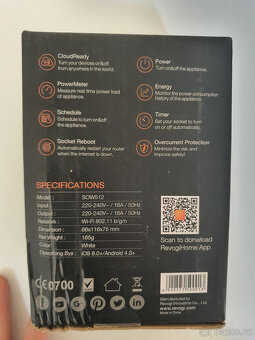 CloudReady
Turn your devices on&off
from anywhere in the world.
Power
Turn on&off the appliance.
PowerMeter
Measure real time power load
of appliance.
Energy
Monitor the power consumption
history of the appliance.
Schedule
Schedule to turn on&off
the appliance.
Timer
Set your socket to turn
on or off automatically.
Socket Reboot
Automatically restart your router
when the internet is down.
Overcurrent Protection
Minimize the risk and
improve safety!
SPECIFICATIONS
Model: SOW512
Input: 220-240V~ / 16A / 50Hz
Output: 220-240V~ / 16A / 50Hz
Network: Wi-Fi 802.11 b/g/n
Dimension: 66x116x75 mm
Net Weight: 165g
Color: White
Operating Sys: iOS 8.0+/Android 4.3+
Scan to donwload
RevogiHome App
CE0700
Manufactured by
Revogi Innovation Co., Ltd.
www.revogi.com
Made in China